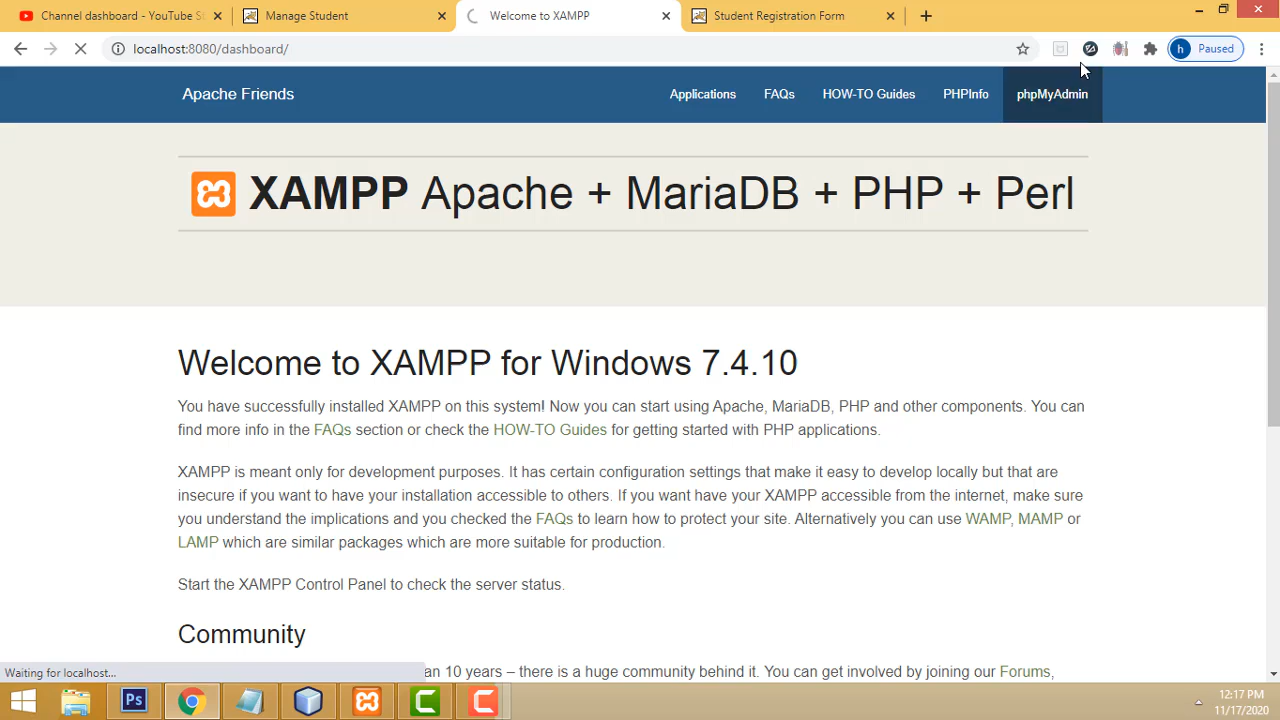 Channel dashboard - YouTube S
Manage Student
Welcome to XAMPP
Student Registration Form
localhost:8080/dashboard/
h Paused
Apache Friends
Applications
FAQs
HOW-TO Guides
PHPInfo
phpMyAdmin
XAMPP Apache + MariaDB + PHP + Perl
Welcome to XAMPP for Windows 7.4.10
You have successfully installed XAMPP on this system! Now you can start using Apache, MariaDB, PHP and other components. You can
find more info in the FAQs section or check the HOW-TO Guides for getting started with PHP applications.
XAMPP is meant only for development purposes. It has certain configuration settings that make it easy to develop locally but that are
insecure if you want to have your installation accessible to others. If you want have your XAMPP accessible from the internet, make sure
you understand the implications and you checked the FAQs to learn how to protect your site. Alternatively you can use WAMP, MAMP or
LAMP which are similar packages which are more suitable for production.
Start the XAMPP Control Panel to check the server status.
Community
an 10 years – there is a huge community behind it. You can get involved by joining our Forums,
Waiting for localhost...
Ps
12:17 PM
11/17/2020